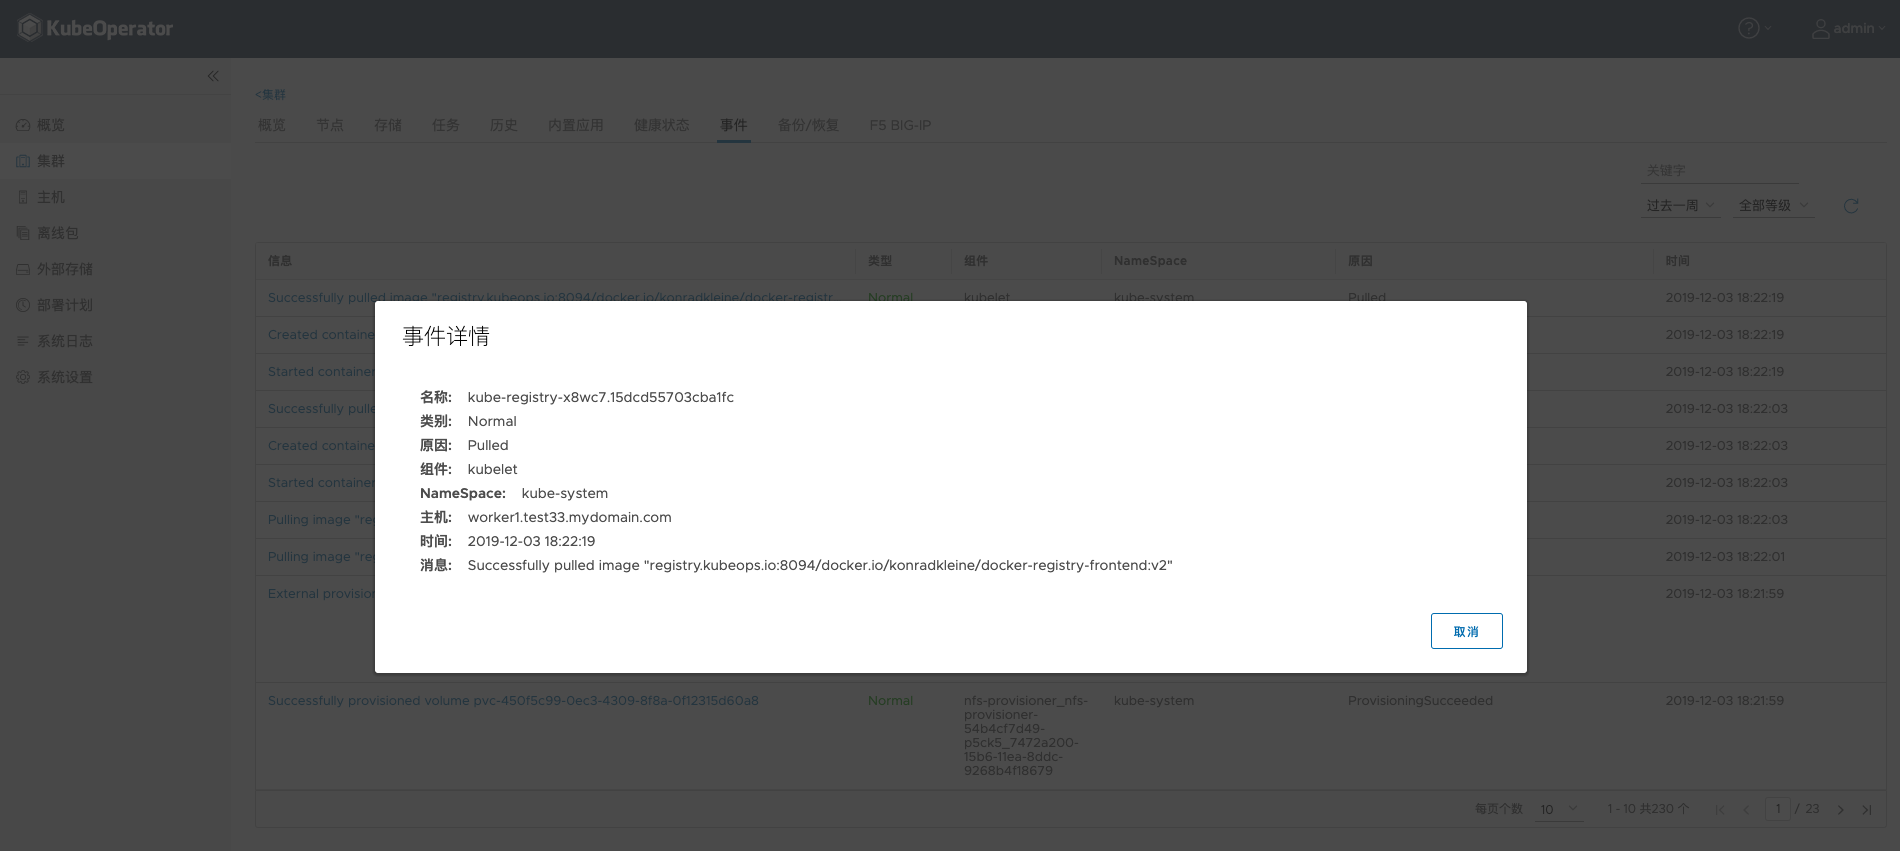 KubeOperator
admin
概览
集群
主机
离线包
外部存储
部署计划
系统日志
系统设置
<集群
概览 节点 存储 任务 历史 内置应用 健康状态 事件 备份/恢复 F5 BIG-IP
关键字
过去一周 全部等级
信息 类型 组件 NameSpace 原因 时间
Successfully pulled image "registry.kubeops.io:8094/docker.io/konradkleine/docker-registr Normal kubelet kube-system Pulled 2019-12-03 18:22:19
Created container 2019-12-03 18:22:19
Started container 2019-12-03 18:22:19
Successfully pulle 2019-12-03 18:22:03
Created containe 2019-12-03 18:22:03
Started container 2019-12-03 18:22:03
Pulling image "re 2019-12-03 18:22:03
Pulling image "re 2019-12-03 18:22:01
External provision 2019-12-03 18:21:59
事件详情
名称: kube-registry-x8wc7.15dcd55703cba1fc
类别: Normal
原因: Pulled
组件: kubelet
NameSpace: kube-system
主机: worker1.test33.mydomain.com
时间: 2019-12-03 18:22:19
消息: Successfully pulled image "registry.kubeops.io:8094/docker.io/konradkleine/docker-registry-frontend:v2"
取消
Successfully provisioned volume pvc-450f5c99-0ec3-4309-8f8a-0f12315d60a8 Normal nfs-provisioner_nfs- kube-system ProvisioningSucceeded 2019-12-03 18:21:59
provisioner-
54b4cf7d49-
p5ck5_7472a200-
15b6-11ea-8ddc-
9268b4f18679
每页个数 10 1 - 10 共230 个 1 / 23